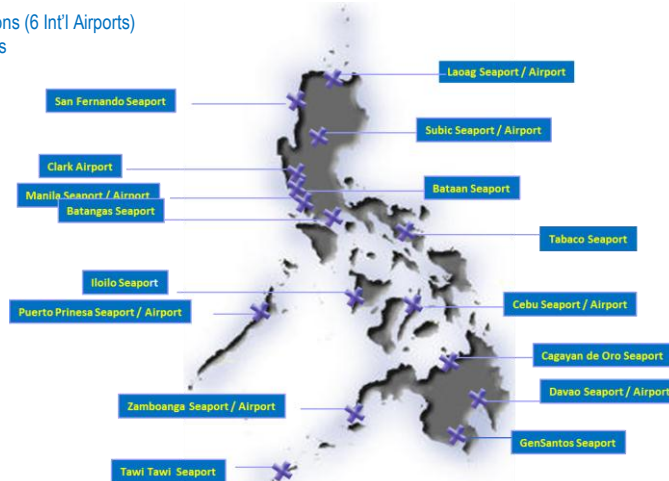 ons (6 Int'l Airports)
s
Laoag Seaport / Airport
San Fernando Seaport
Subic Seaport / Airport
Clark Airport
Manila Seaport / Airport
Bataan Seaport
Batangas Seaport
Tabaco Seaport
Iloilo Seaport
Puerto Prinesa Seaport / Airport
Cebu Seaport / Airport
Cagayan de Oro Seaport
Davao Seaport / Airport
Zamboanga Seaport / Airport
GenSantos Seaport
Tawi Tawi Seaport